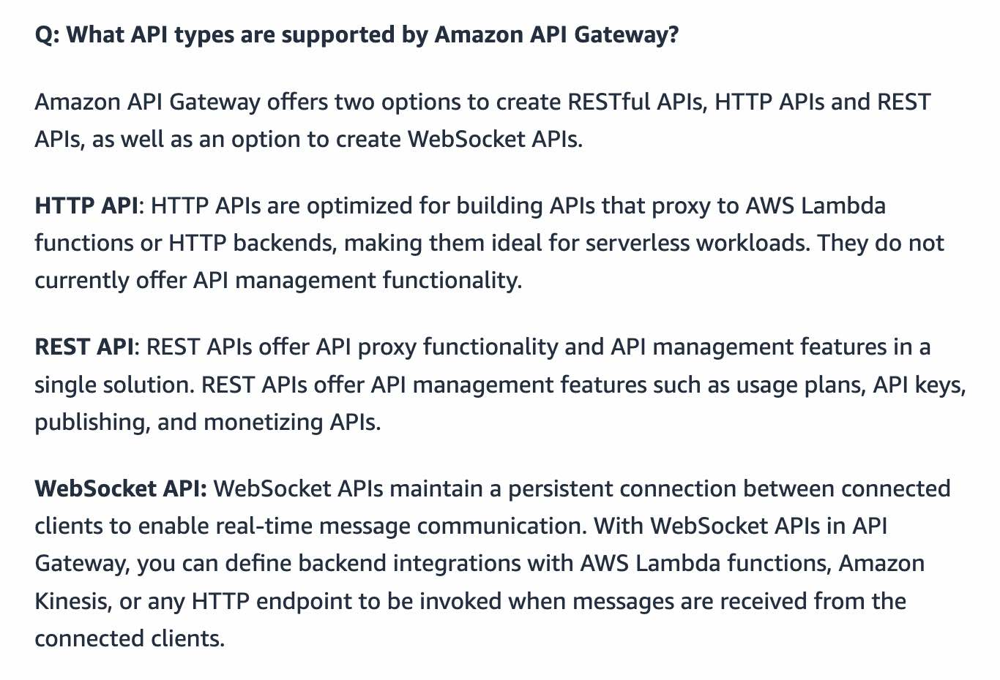 Q: What API types are supported by Amazon API Gateway?
Amazon API Gateway offers two options to create RESTful APIs, HTTP APIs and REST
APIs, as well as an option to create WebSocket APIs.
HTTP API: HTTP APIs are optimized for building APIs that proxy to AWS Lambda
functions or HTTP backends, making them ideal for serverless workloads. They do not
currently offer API management functionality.
REST API: REST APIs offer API proxy functionality and API management features in a
single solution. REST APIs offer API management features such as usage plans, API keys,
publishing, and monetizing APIs.
WebSocket API: WebSocket APIs maintain a persistent connection between connected
clients to enable real-time message communication. With WebSocket APIs in API
Gateway, you can define backend integrations with AWS Lambda functions, Amazon
Kinesis, or any HTTP endpoint to be invoked when messages are received from the
connected clients.